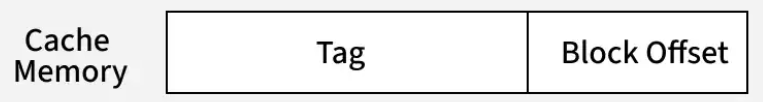 Cache
Memory
Tag
Block Offset